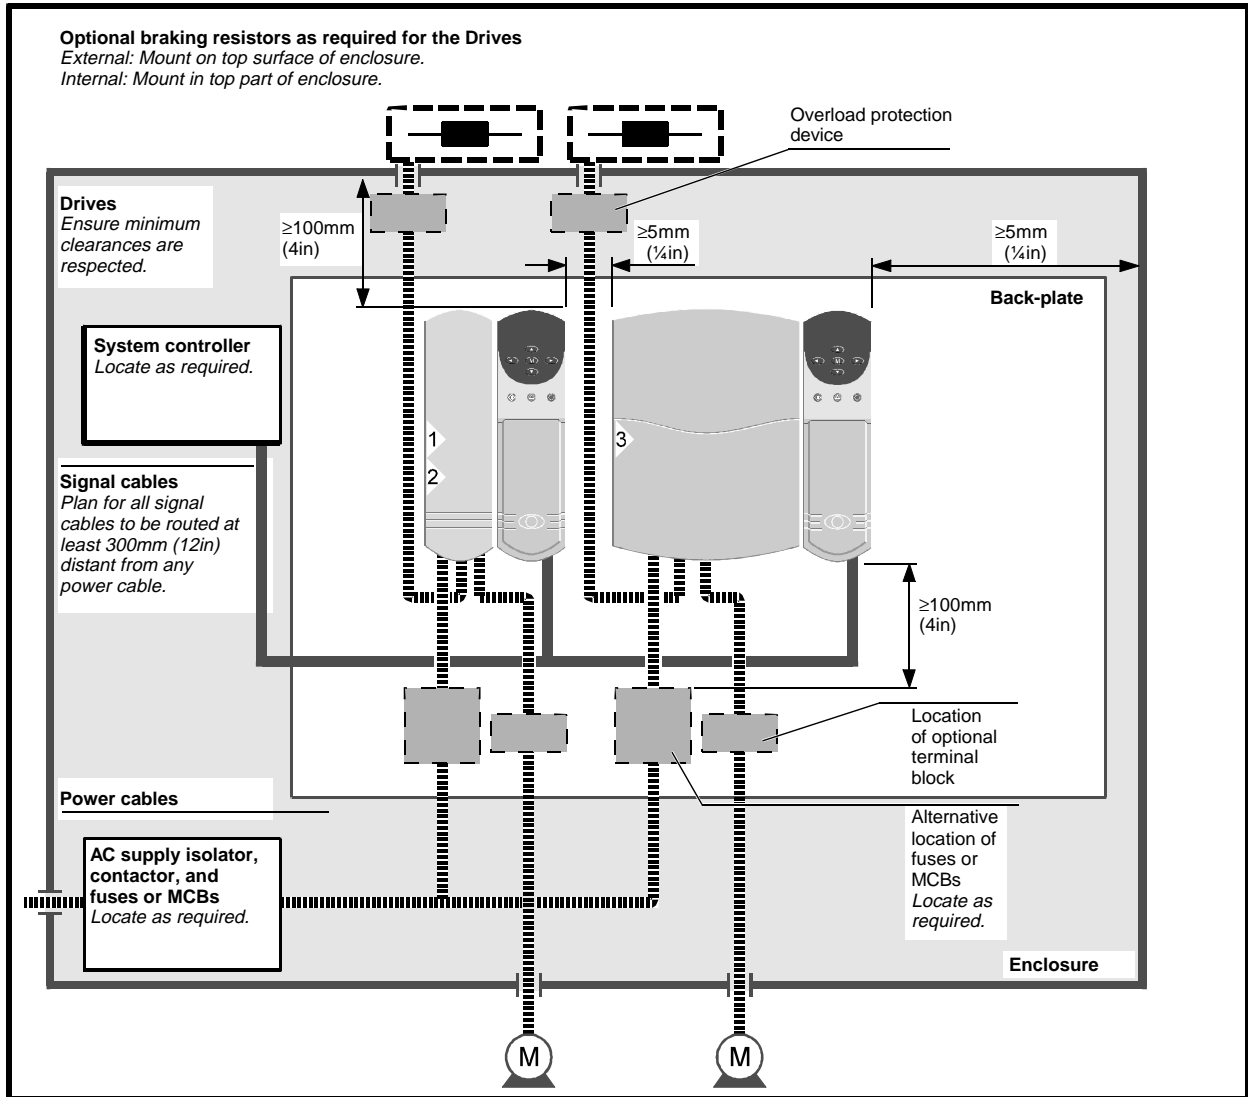 Optional braking resistors as required for the Drives
External: Mount on top surface of enclosure.
Internal: Mount in top part of enclosure.
Overload protection
device
Drives
Ensure minimum
clearances are
respected.
≥100mm
(4in)
≥5mm
(¼in)
≥5mm
(¼in)
Back-plate
System controller
Locate as required.
M
M
1
2
3
Signal cables
Plan for all signal
cables to be routed at
least 300mm (12in)
distant from any
power cable.
≥100mm
(4in)
Location
of optional
terminal
block
Power cables
Alternative
location of
fuses or
MCBs
Locate as
required.
AC supply isolator,
contactor, and
fuses or MCBs
Locate as required.
Enclosure
M
M